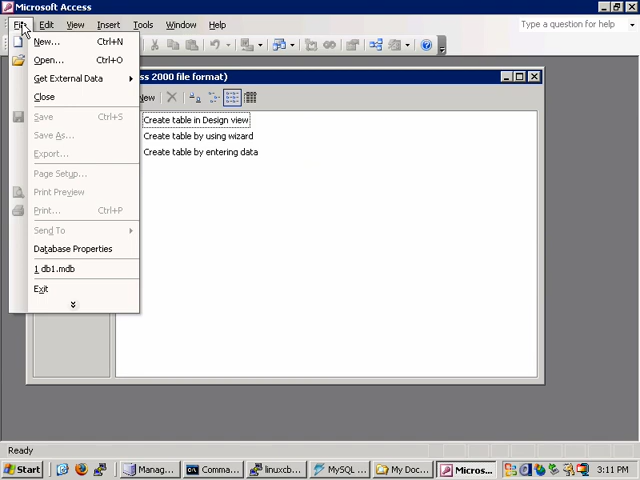 Microsoft Access
File Edit View Insert Tools Window Help
Type a question for help
New... Ctrl+N
Open... Ctrl+O
Get External Data
Close
Save Ctrl+S
Save As...
Export...
Page Setup...
Print Preview
Print... Ctrl+P
Send To
Database Properties
1 db1.mdb
Exit
ss 2000 file format)
New
Create table in Design view
Create table by using wizard
Create table by entering data
Ready
Start
Manag...
Comma...
linuxcb...
MySQL ...
My Doc...
Micros...
3:11 PM